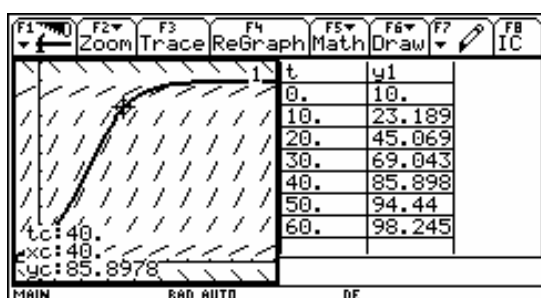 F1 F2 F3 F4 F5 F6 F7 F8
Zoom Trace ReGraph Math Draw IC
1
t y1
0. 10.
10. 23.189
20. 45.069
30. 69.043
40. 85.898
50. 94.44
60. 98.245
tc:40.
xc:40.
yc:85.8978
MAIN RAD AUTO DE